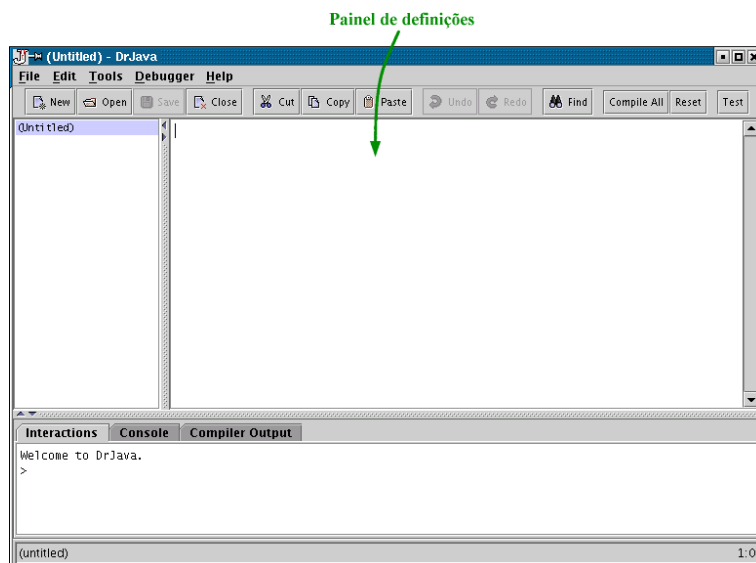 Painel de definições
(Untitled) - DrJava
File Edit Tools Debugger Help
New Open Save Close Cut Copy Paste Undo Redo Find Compile All Reset Test
(Untitled)
Interactions Console Compiler Output
Welcome to DrJava.
>
(untitled) 1:0